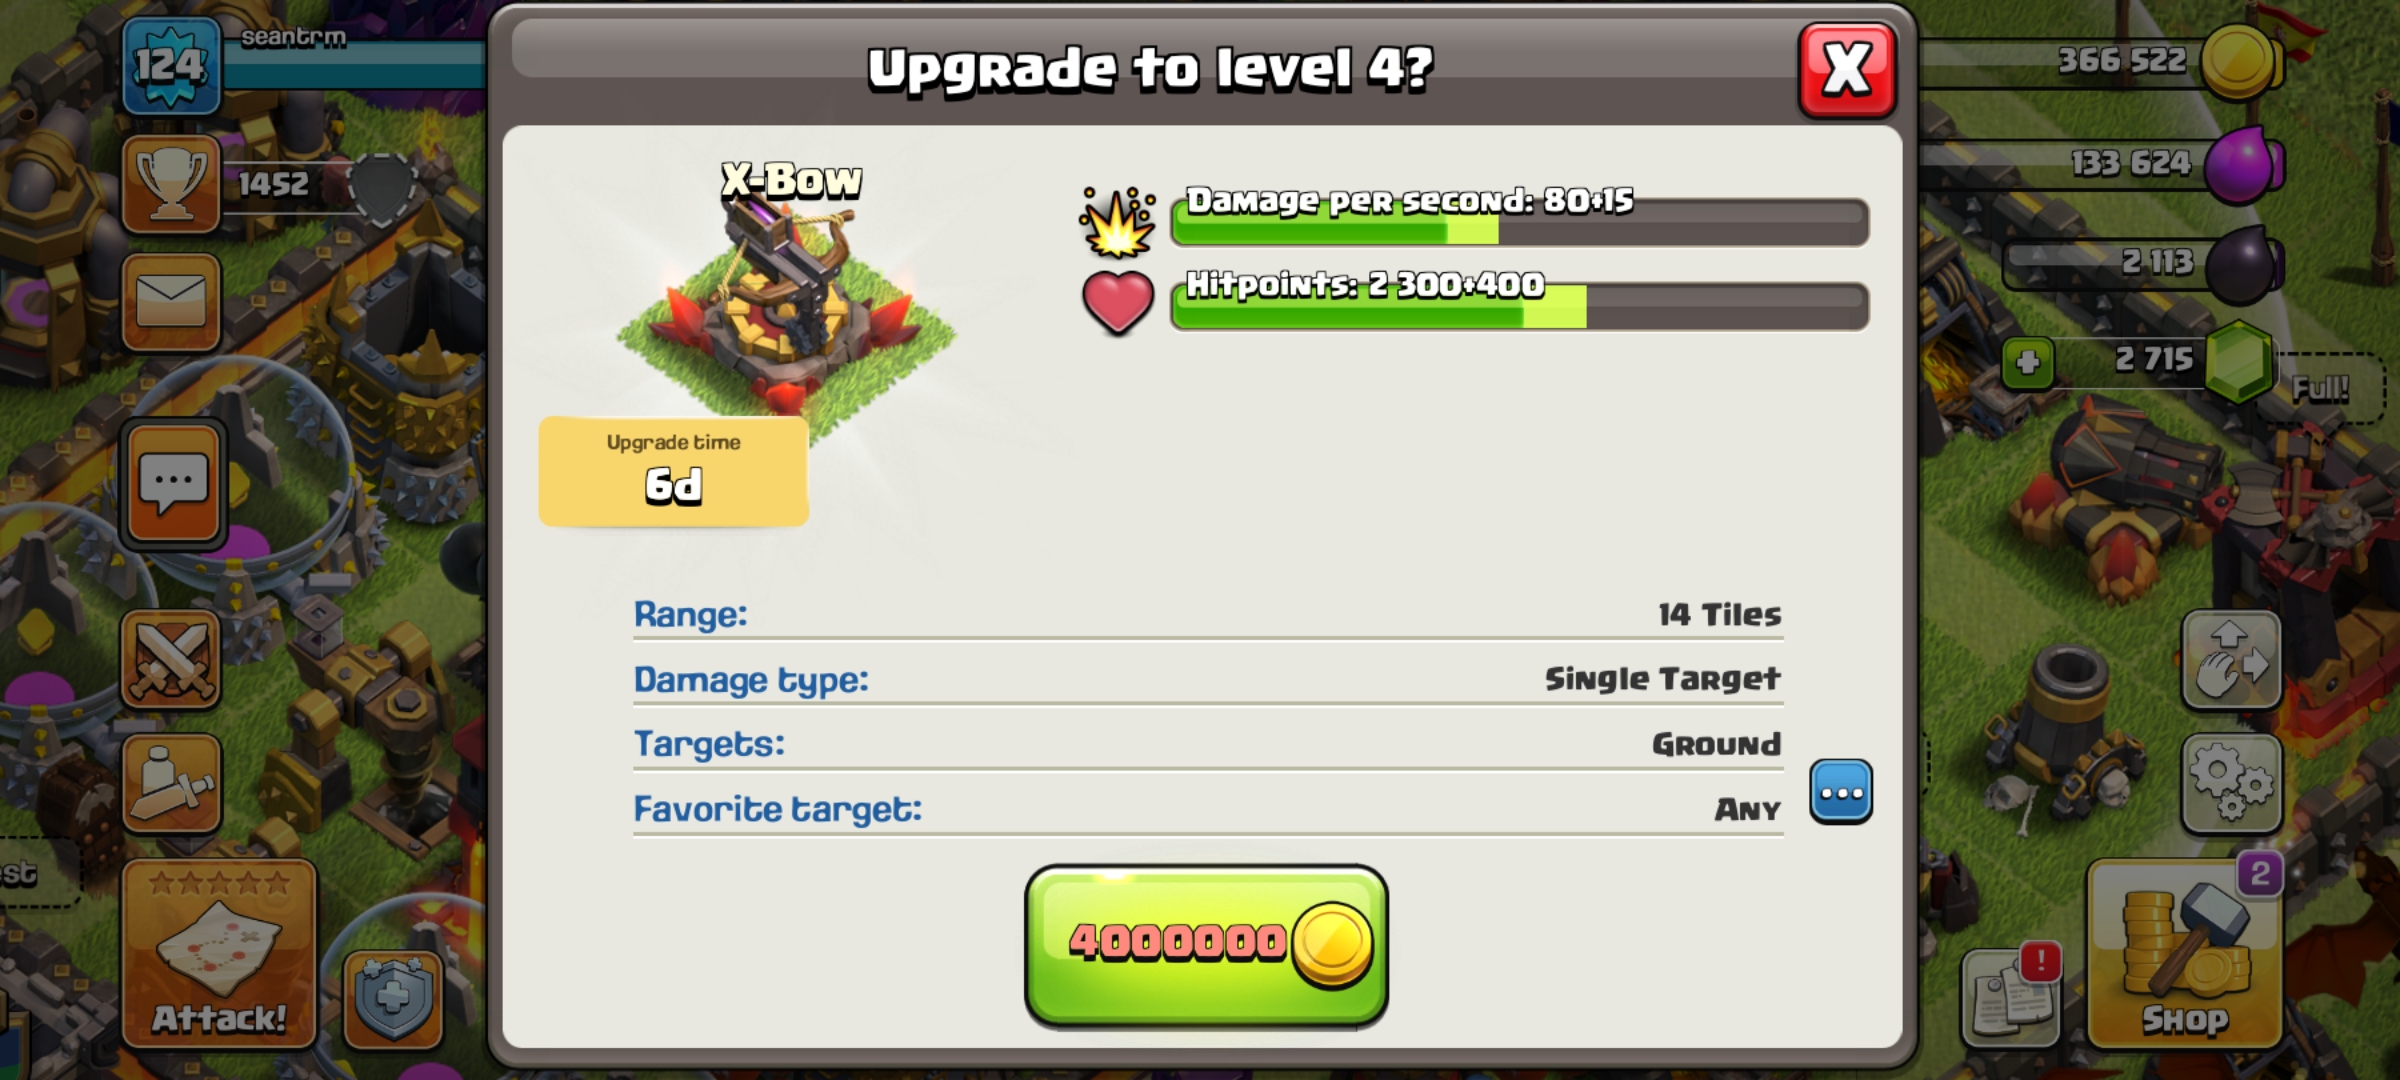 Upgrade to level 4?
X
124
seantrm
1452
366 522
133 624
2 113
2 715
Full!
X-Bow
Damage per second: 80+15
Hitpoints: 2 300+400
Upgrade time
6d
Range: 14 Tiles
Damage type: Single Target
Targets: Ground
Favorite target: Any
4000000
Attack!
2
!
Shop